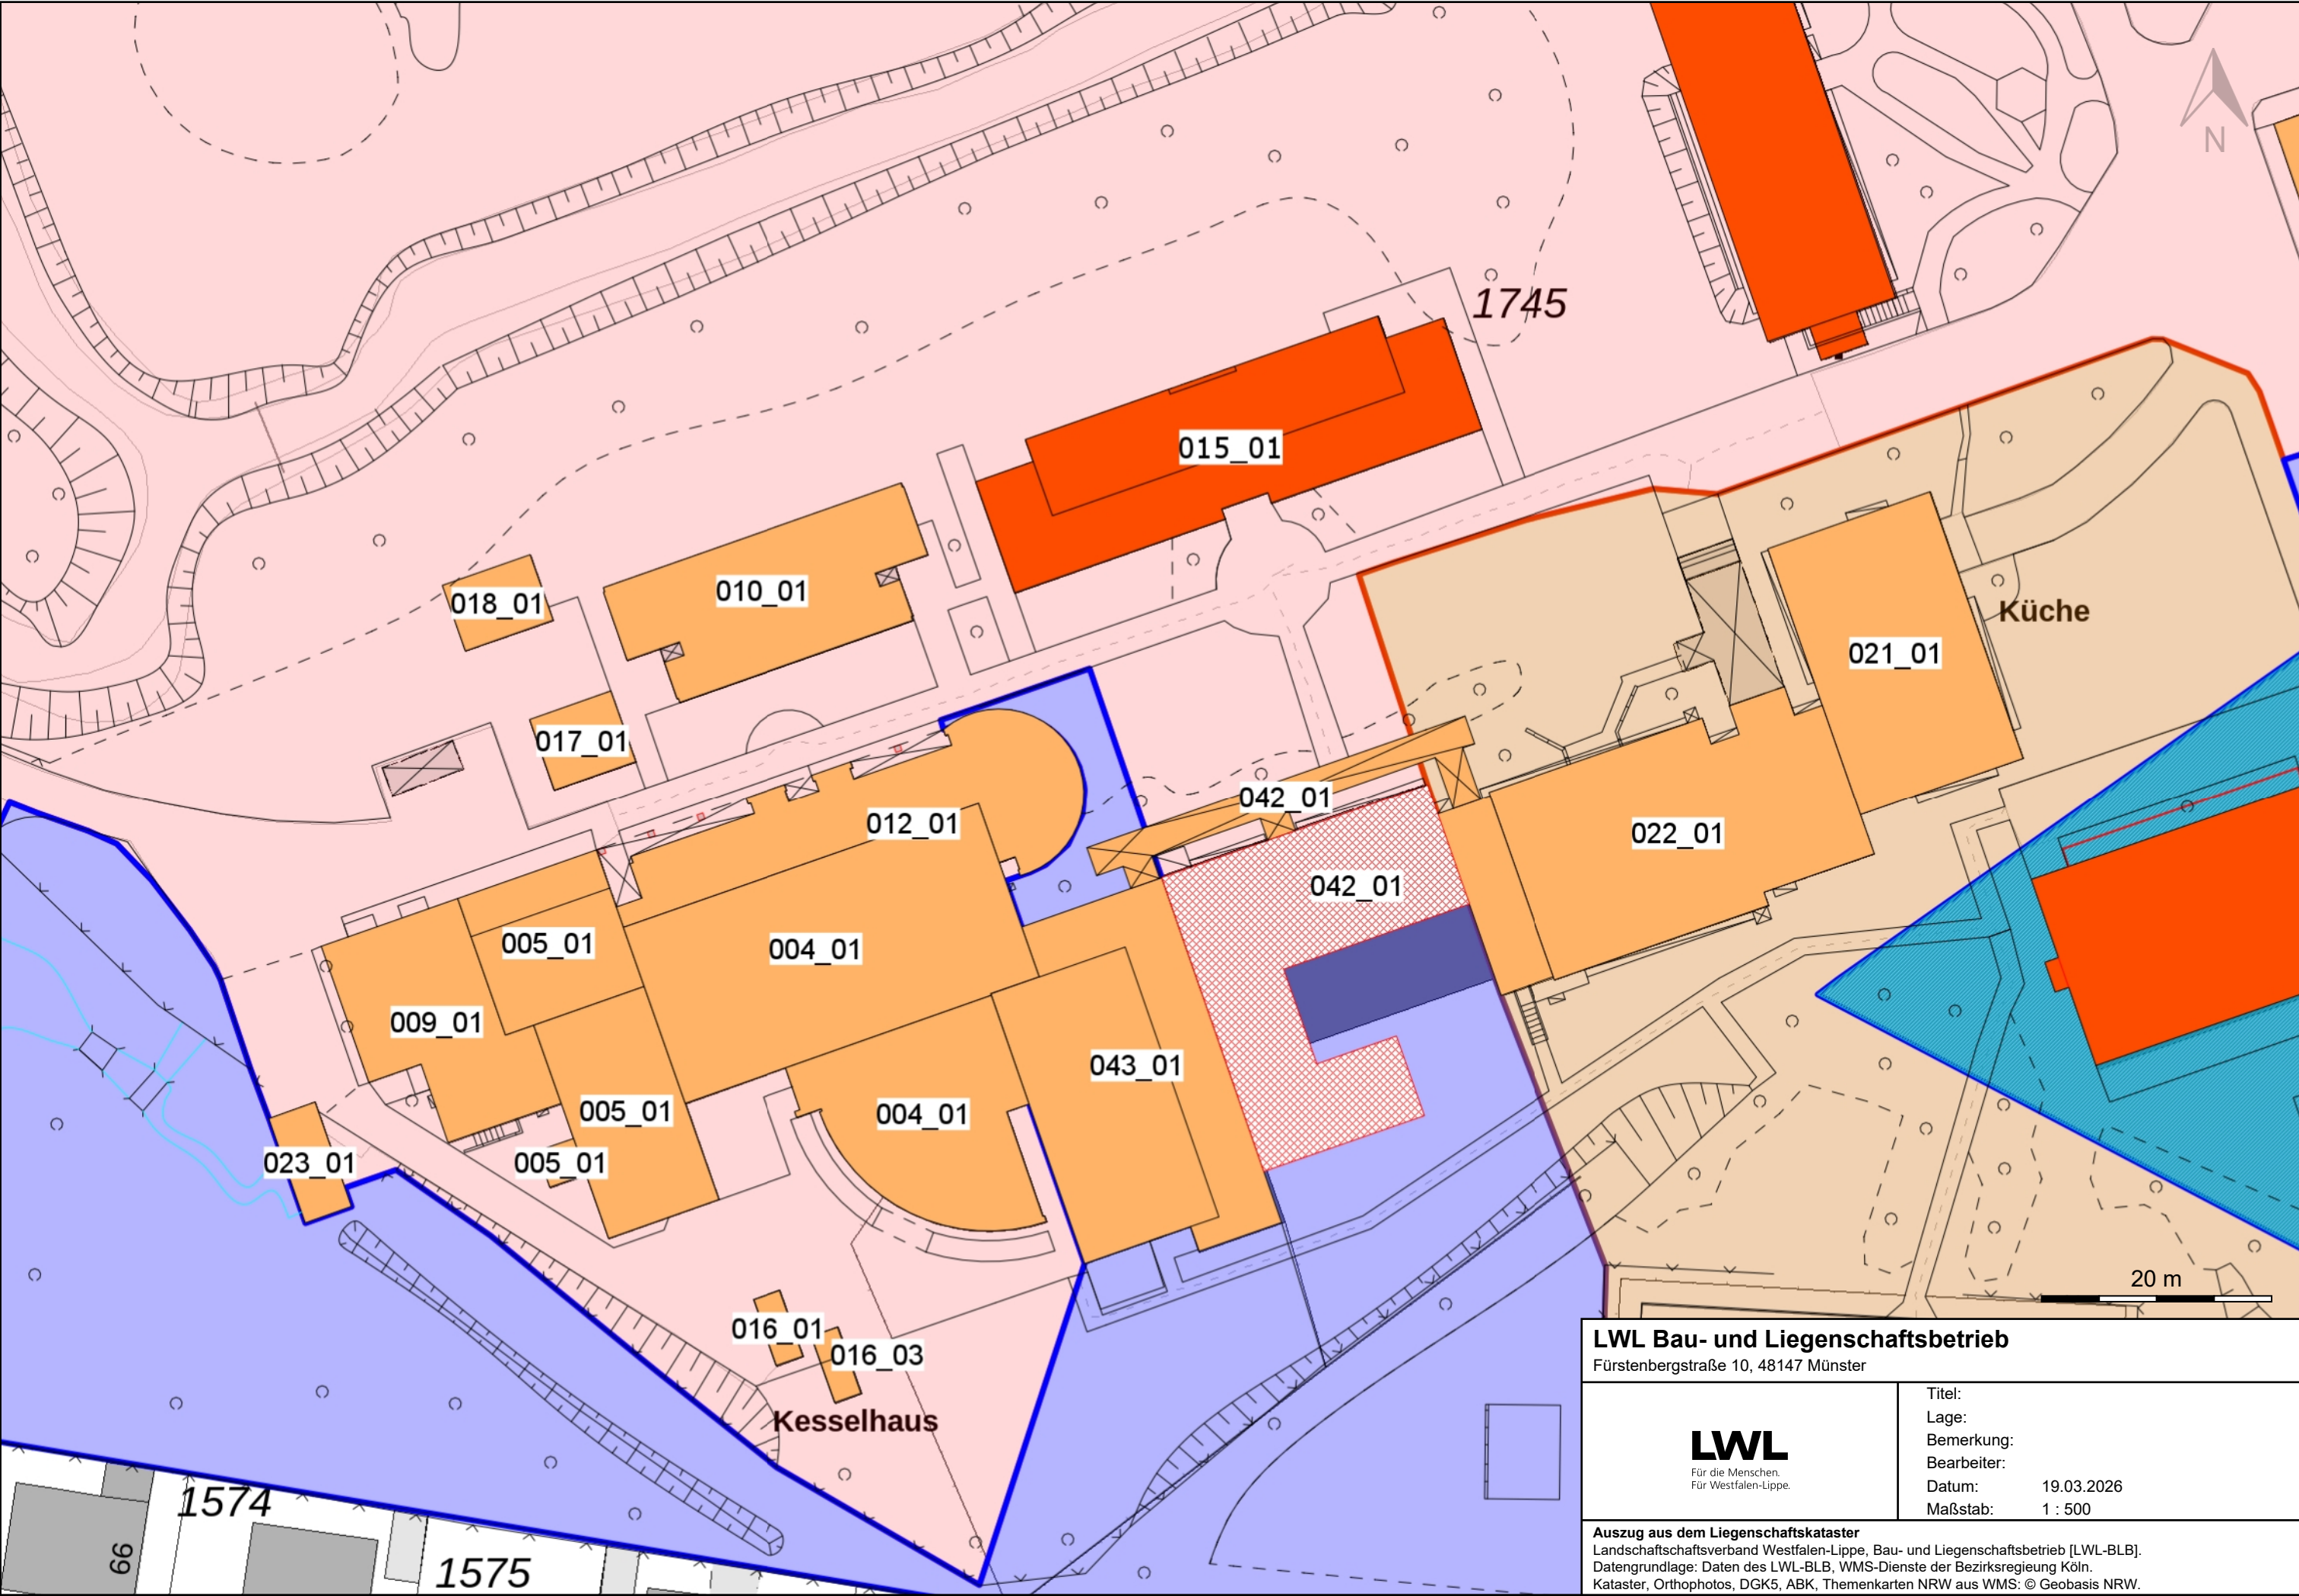 N
1745
015_01
018_01
010_01
Küche
021_01
017_01
042_01
012_01
022_01
042_01
005_01
004_01
009_01
043_01
005_01
004_01
023_01
005_01
20 m
016_01
016_03
Kesselhaus
1574
66
1575
LWL Bau- und Liegenschaftsbetrieb
Fürstenbergstraße 10, 48147 Münster
LWL
Für die Menschen.
Für Westfalen-Lippe.
Titel:
Lage:
Bemerkung:
Bearbeiter:
Datum: 19.03.2026
Maßstab: 1 : 500
Auszug aus dem Liegenschaftskataster
Landschaftschaftsverband Westfalen-Lippe, Bau- und Liegenschaftsbetrieb [LWL-BLB].
Datengrundlage: Daten des LWL-BLB, WMS-Dienste der Bezirksregieung Köln.
Kataster, Orthophotos, DGK5, ABK, Themenkarten NRW aus WMS: © Geobasis NRW.